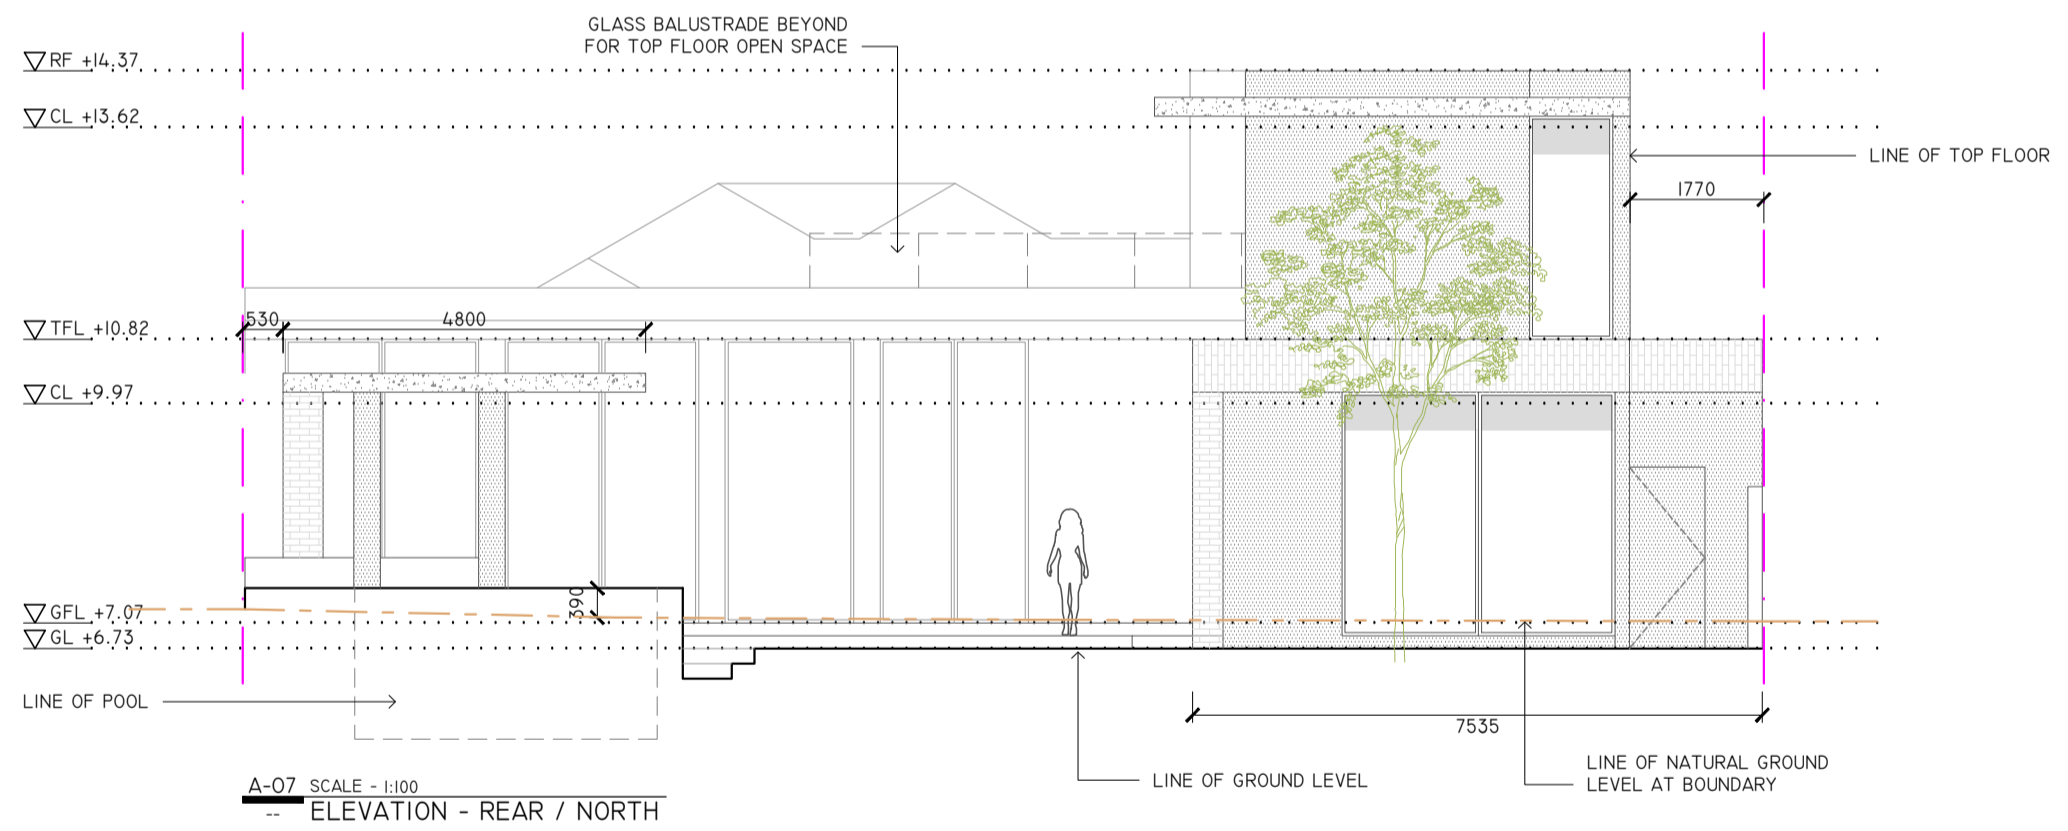 GLASS BALUSTRADE BEYOND
FOR TOP FLOOR OPEN SPACE
RF +14.37
CL +13.62
LINE OF TOP FLOOR
1770
530
4800
TFL +10.82
CL +9.97
390
GFL +7.07
GL +6.73
LINE OF POOL
7535
LINE OF GROUND LEVEL
LINE OF NATURAL GROUND
LEVEL AT BOUNDARY
A-07 SCALE - 1:100
-- ELEVATION - REAR / NORTH